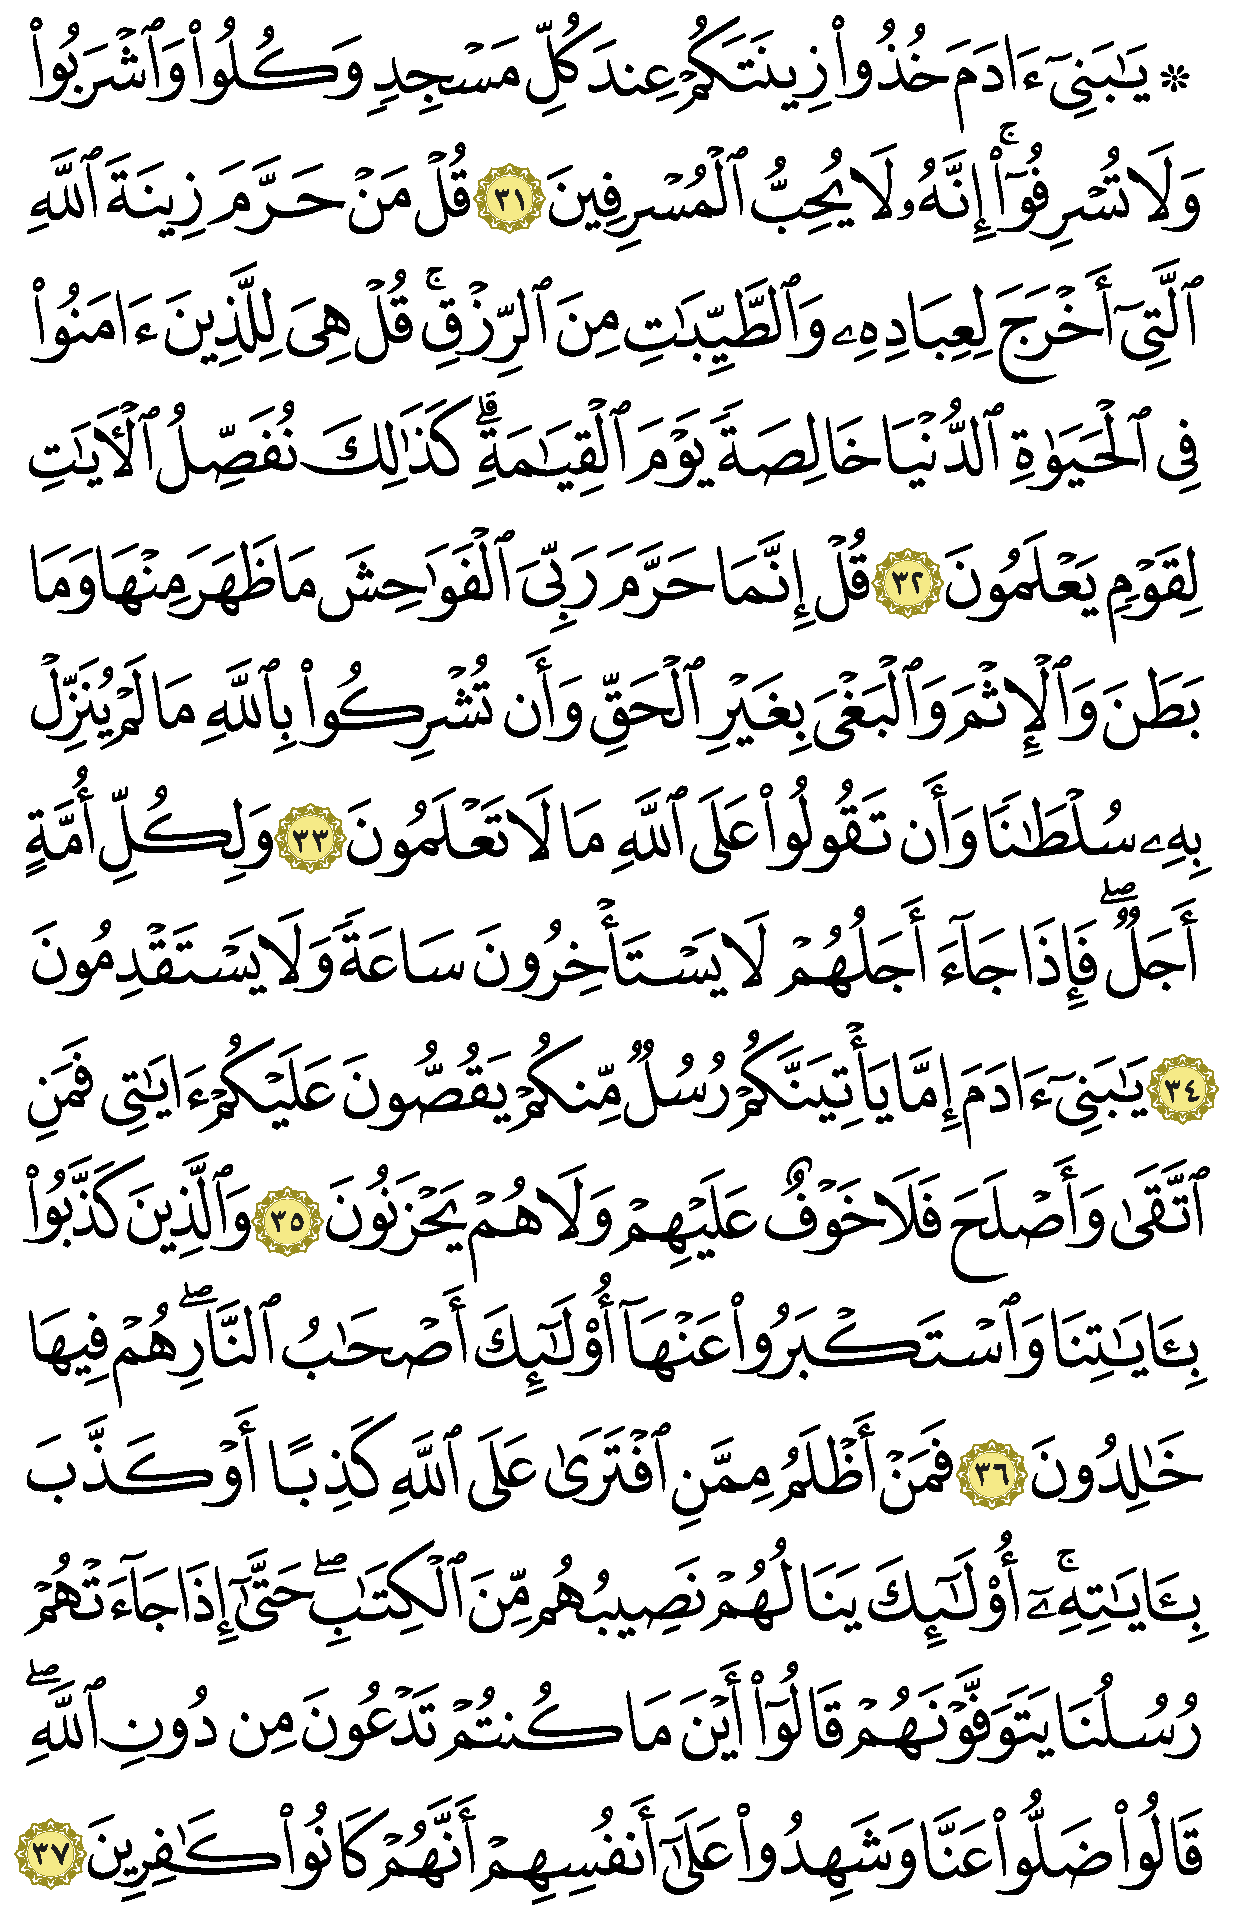 ۞ يَٰبَنِىٓ ءَادَمَ خُذُوا۟ زِينَتَكُمْ عِندَ كُلِّ مَسْجِدٍ وَكُلُوا۟ وَٱشْرَبُوا۟
وَلَا تُسْرِفُوٓا۟ ۚ إِنَّهُۥ لَا يُحِبُّ ٱلْمُسْرِفِينَ ٣١ قُلْ مَنْ حَرَّمَ زِينَةَ ٱللَّهِ
ٱلَّتِىٓ أَخْرَجَ لِعِبَادِهِۦ وَٱلطَّيِّبَٰتِ مِنَ ٱلرِّزْقِ ۚ قُلْ هِىَ لِلَّذِينَ ءَامَنُوا۟
فِى ٱلْحَيَوٰةِ ٱلدُّنْيَا خَالِصَةً يَوْمَ ٱلْقِيَٰمَةِ ۗ كَذَٰلِكَ نُفَصِّلُ ٱلْءَايَٰتِ
لِقَوْمٍ يَعْلَمُونَ ٣٢ قُلْ إِنَّمَا حَرَّمَ رَبِّىَ ٱلْفَوَٰحِشَ مَا ظَهَرَ مِنْهَا وَمَا
بَطَنَ وَٱلْإِثْمَ وَٱلْبَغْىَ بِغَيْرِ ٱلْحَقِّ وَأَن تُشْرِكُوا۟ بِٱللَّهِ مَا لَمْ يُنَزِّلْ
بِهِۦ سُلْطَٰنًا وَأَن تَقُولُوا۟ عَلَى ٱللَّهِ مَا لَا تَعْلَمُونَ ٣٣ وَلِكُلِّ أُمَّةٍ
أَجَلٌ ۖ فَإِذَا جَآءَ أَجَلُهُمْ لَا يَسْتَأْخِرُونَ سَاعَةً وَلَا يَسْتَقْدِمُونَ
٣٤ يَٰبَنِىٓ ءَادَمَ إِمَّا يَأْتِيَنَّكُمْ رُسُلٌ مِّنكُمْ يَقُصُّونَ عَلَيْكُمْ ءَايَٰتِى فَمَنِ
ٱتَّقَىٰ وَأَصْلَحَ فَلَا خَوْفٌ عَلَيْهِمْ وَلَا هُمْ يَحْزَنُونَ ٣٥ وَٱلَّذِينَ كَذَّبُوا۟
بِـَٔايَٰتِنَا وَٱسْتَكْبَرُوا۟ عَنْهَآ أُو۟لَٰٓئِكَ أَصْحَٰبُ ٱلنَّارِ ۖ هُمْ فِيهَا
خَٰلِدُونَ ٣٦ فَمَنْ أَظْلَمُ مِمَّنِ ٱفْتَرَىٰ عَلَى ٱللَّهِ كَذِبًا أَوْ كَذَّبَ
بِـَٔايَٰتِهِۦٓ ۚ أُو۟لَٰٓئِكَ يَنَالُهُمْ نَصِيبُهُم مِّنَ ٱلْكِتَٰبِ ۖ حَتَّىٰٓ إِذَا جَآءَتْهُمْ
رُسُلُنَا يَتَوَفَّوْنَهُمْ قَالُوٓا۟ أَيْنَ مَا كُنتُمْ تَدْعُونَ مِن دُونِ ٱللَّهِ ۖ
قَالُوا۟ ضَلُّوا۟ عَنَّا وَشَهِدُوا۟ عَلَىٰٓ أَنفُسِهِمْ أَنَّهُمْ كَانُوا۟ كَٰفِرِينَ ٣٧